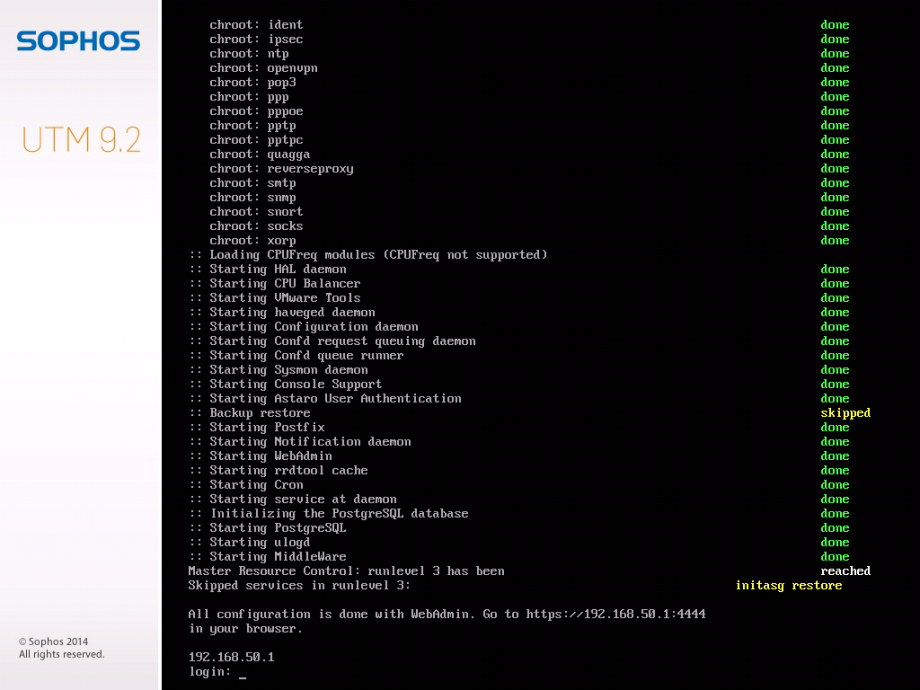 SOPHOS
UTM 9.2
© Sophos 2014
All rights reserved.
chroot: ident done
chroot: ipsec done
chroot: ntp done
chroot: openvpn done
chroot: pop3 done
chroot: ppp done
chroot: pppoe done
chroot: pptp done
chroot: pptpc done
chroot: quagga done
chroot: reverseproxy done
chroot: smtp done
chroot: snmp done
chroot: snort done
chroot: socks done
chroot: xorp done
:: Loading CPUFreq modules (CPUFreq not supported)
:: Starting HAL daemon done
:: Starting CPU Balancer done
:: Starting VMware Tools done
:: Starting haveged daemon done
:: Starting Configuration daemon done
:: Starting Confd request queuing daemon done
:: Starting Confd queue runner done
:: Starting Sysmon daemon done
:: Starting Console Support done
:: Starting Astaro User Authentication done
:: Backup restore skipped
:: Starting Postfix done
:: Starting Notification daemon done
:: Starting WebAdmin done
:: Starting rrdtool cache done
:: Starting Cron done
:: Starting service at daemon done
:: Initializing the PostgreSQL database done
:: Starting PostgreSQL done
:: Starting ulogd done
:: Starting MiddleWare done
Master Resource Control: runlevel 3 has been reached
Skipped services in runlevel 3: initasg restore
All configuration is done with WebAdmin. Go to https://192.168.50.1:4444
in your browser.
192.168.50.1
login: _